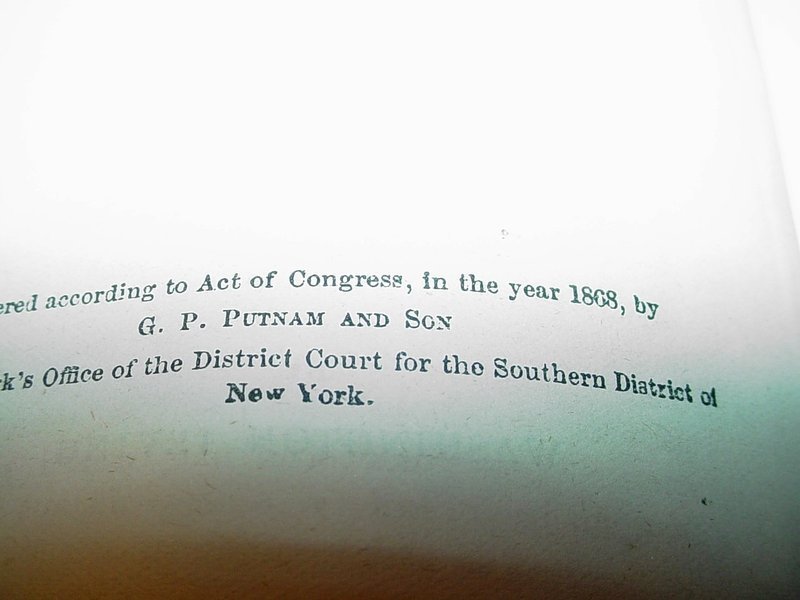 ered according to Act of Congress, in the year 1868, by
G. P. PUTNAM AND SON
rk's Office of the District Court for the Southern District of
New York.